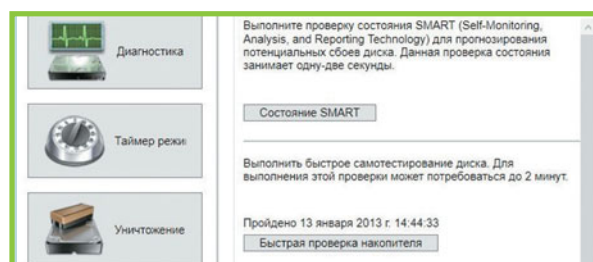 Диагностика
Таймер режи
Уничтожение
Выполните проверку состояния SMART (Self-Monitoring,
Analysis, and Reporting Technology) для прогнозирования
потенциальных сбоев диска. Данная проверка состояния
занимает одну-две секунды.
Состояние SMART
Выполнить быстрое самотестирование диска. Для
выполнения этой проверки может потребоваться до 2 минут.
Пройдено 13 января 2013 г. 14:44:33
Быстрая проверка накопителя